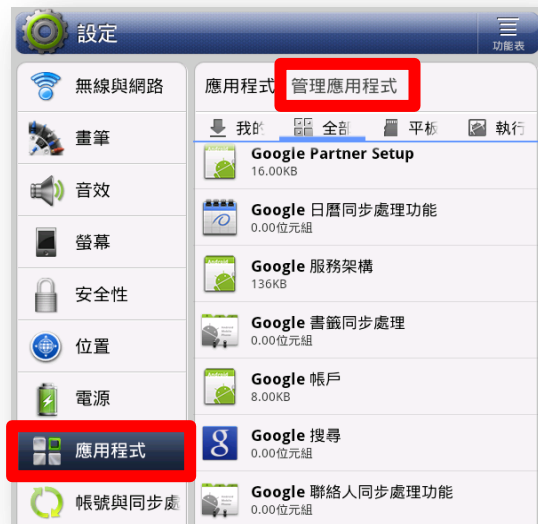 設定
功能表
無線與網路
畫筆
音效
螢幕
安全性
位置
電源
應用程式
帳號與同步處
應用程式 管理應用程式
我的 全部 平板 執行
Google Partner Setup
16.00KB
Google 日曆同步處理功能
0.00位元組
Google 服務架構
136KB
Google 書籤同步處理
0.00位元組
Google 帳戶
8.00KB
Google 搜尋
0.00位元組
Google 聯絡人同步處理功能
0.00位元組